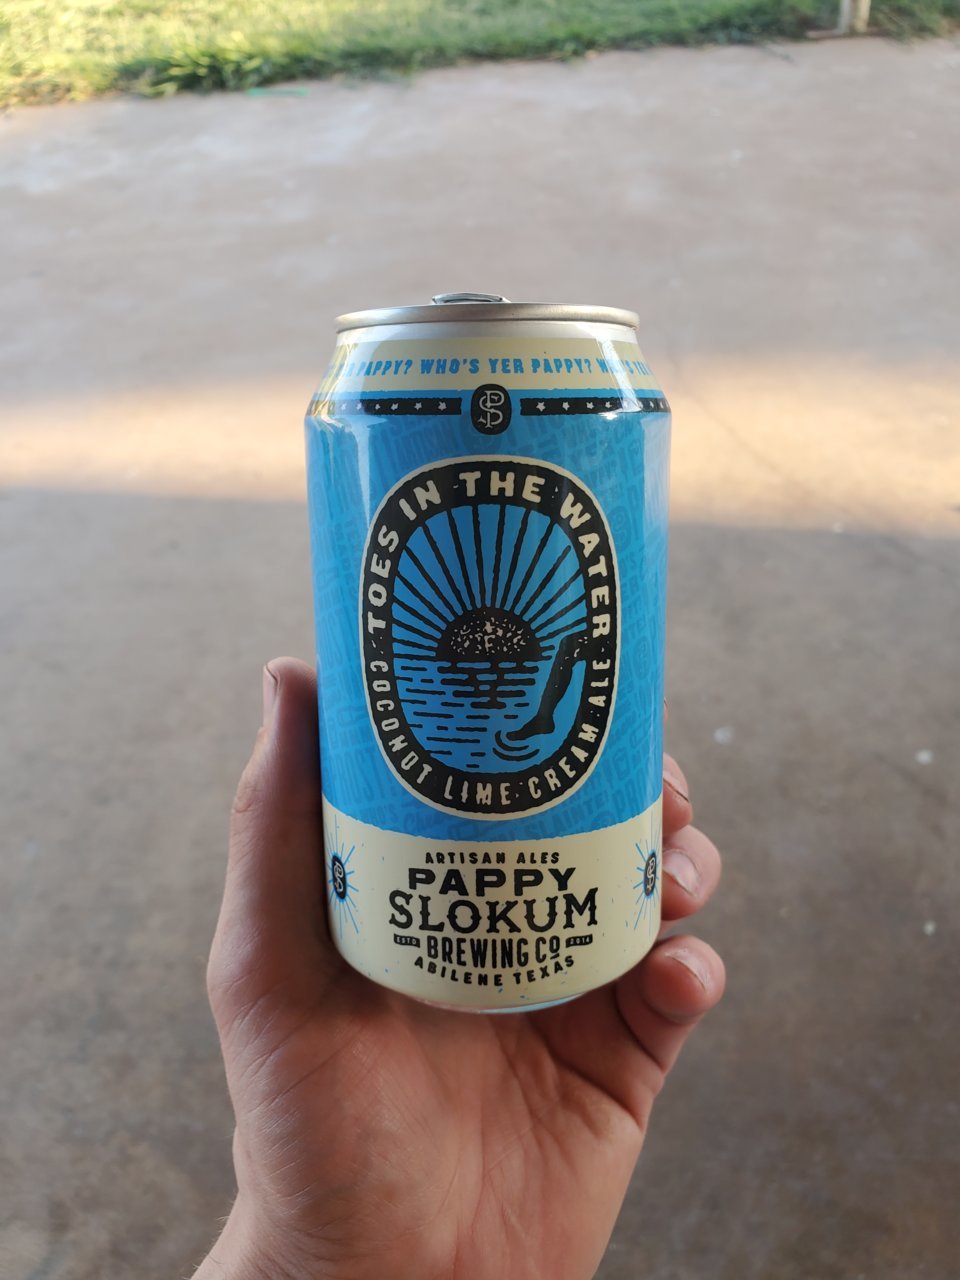 PAPPY? WHO'S YER PAPPY?
PS
TOES IN THE WATER
COCONUT LIME CREAM ALE
ARTISAN ALES
PAPPY
SLOKUM
ESTD BREWING CO 2014
ABILENE TEXAS